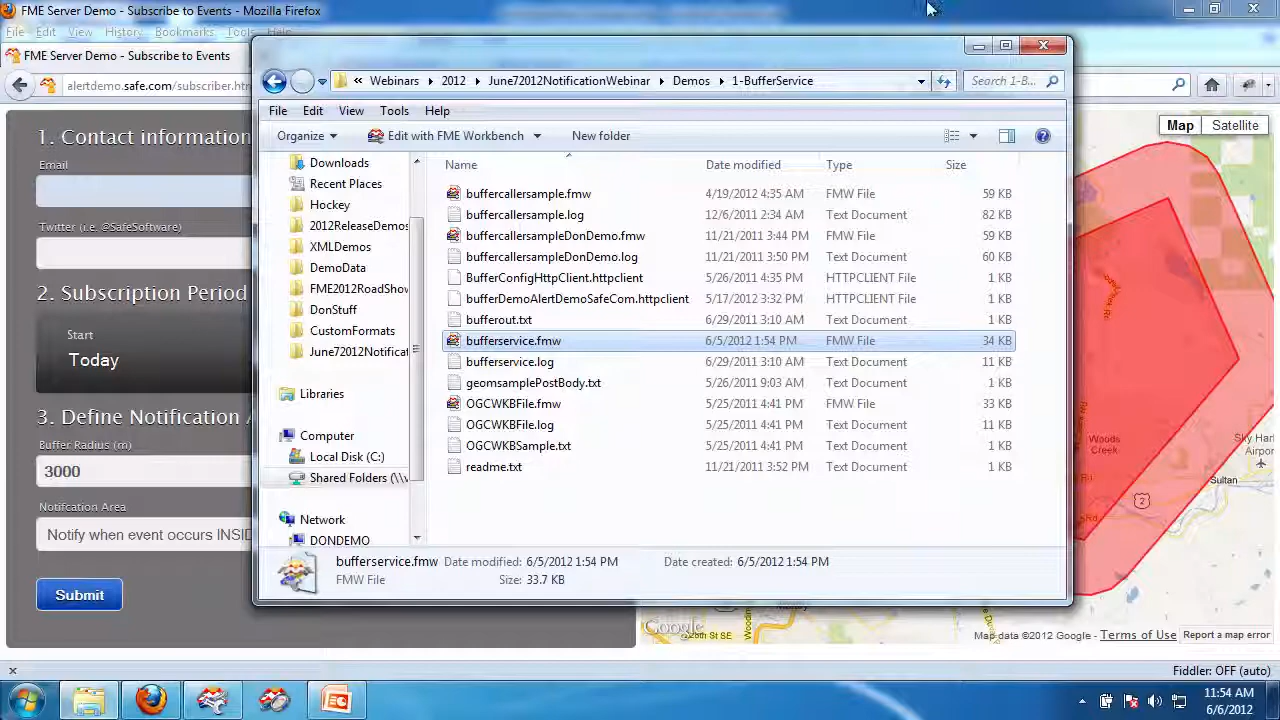 FME Server Demo - Subscribe to Events - Mozilla Firefox
File Edit View History Bookmarks Tools
FME Server Demo - Subscribe to Events
alertdemo.safe.com/subscriber.htm
1. Contact information
Email
Twitter (i.e. @SafeSoftware)
2. Subscription Period
Start
Today
3. Define Notification A
Buffer Radius (m)
3000
Notifcation Area
Notify when event occurs INSID
Submit
« Webinars 2012 June72012NotificationWebinar Demos 1-BufferService
Search 1-B...
File Edit View Tools Help
Organize Edit with FME Workbench New folder
Downloads
Recent Places
Hockey
2012ReleaseDemos
XMLDemos
DemoData
FME2012RoadShow
DonStuff
CustomFormats
June72012Notificat
Libraries
Computer
Local Disk (C:)
Shared Folders (\\v
Network
DONDEMO
Name Date modified Type Size
buffercallersample.fmw 4/19/2012 4:35 AM FMW File 59 KB
buffercallersample.log 12/6/2011 2:34 AM Text Document 82 KB
buffercallersampleDonDemo.fmw 11/21/2011 3:44 PM FMW File 59 KB
buffercallersampleDonDemo.log 11/21/2011 3:50 PM Text Document 60 KB
BufferConfigHttpClient.httpclient 5/26/2011 4:35 PM HTTPCLIENT File 1 KB
bufferDemoAlertDemoSafeCom.httpclient 5/17/2012 3:32 PM HTTPCLIENT File 1 KB
bufferout.txt 6/29/2011 3:10 AM Text Document 1 KB
bufferservice.fmw 6/5/2012 1:54 PM FMW File 34 KB
bufferservice.log 6/29/2011 3:10 AM Text Document 11 KB
geomsamplePostBody.txt 5/26/2011 9:03 AM Text Document 1 KB
OGCWKBFile.fmw 5/25/2011 4:41 PM FMW File 33 KB
OGCWKBFile.log 5/25/2011 4:41 PM Text Document 11 KB
OGCWKBSample.txt 5/25/2011 4:41 PM Text Document 1 KB
readme.txt 11/21/2011 3:52 PM Text Document 1 KB
bufferservice.fmw Date modified: 6/5/2012 1:54 PM Date created: 6/5/2012 1:54 PM
FMW File Size: 33.7 KB
Map Satellite
Woods
Creek
Sky Har
Airpor
Sultan
2
Google
Map data ©2012 Google - Terms of Use Report a map error
x
Fiddler: OFF (auto)
11:54 AM
6/6/2012